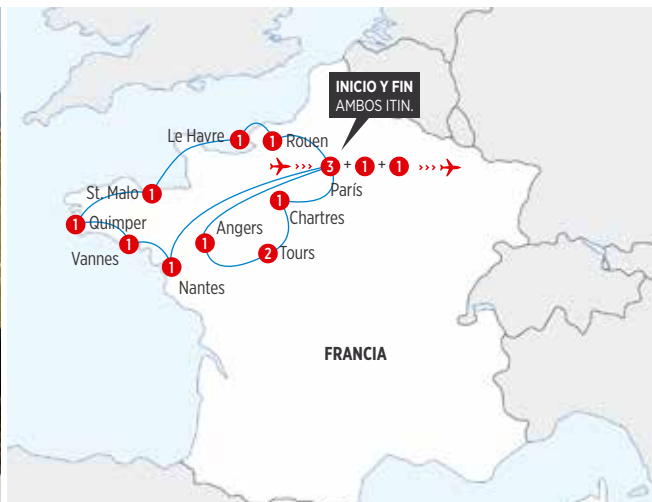 INICIO Y FIN
AMBOS ITIN.
Le Havre
1
1
Rouen
3 + 1 + 1
París
St. Malo
1
1
Chartres
1
Quimper
1
Vannes
Angers
1
2
Tours
1
Nantes
FRANCIA